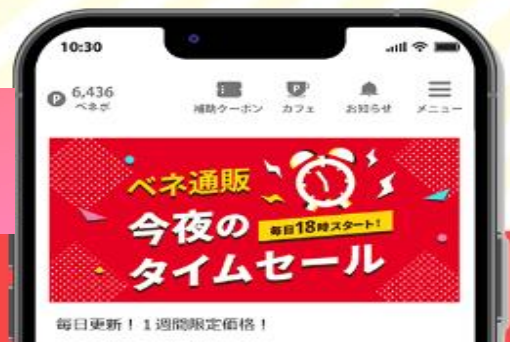 10:30
P 6,436
ベネポ
補助クーポン カフェ お知らせ メニュー
ベネ通販
今夜の
毎日18時スタート!
タイムセール
毎日更新!1週間限定価格!